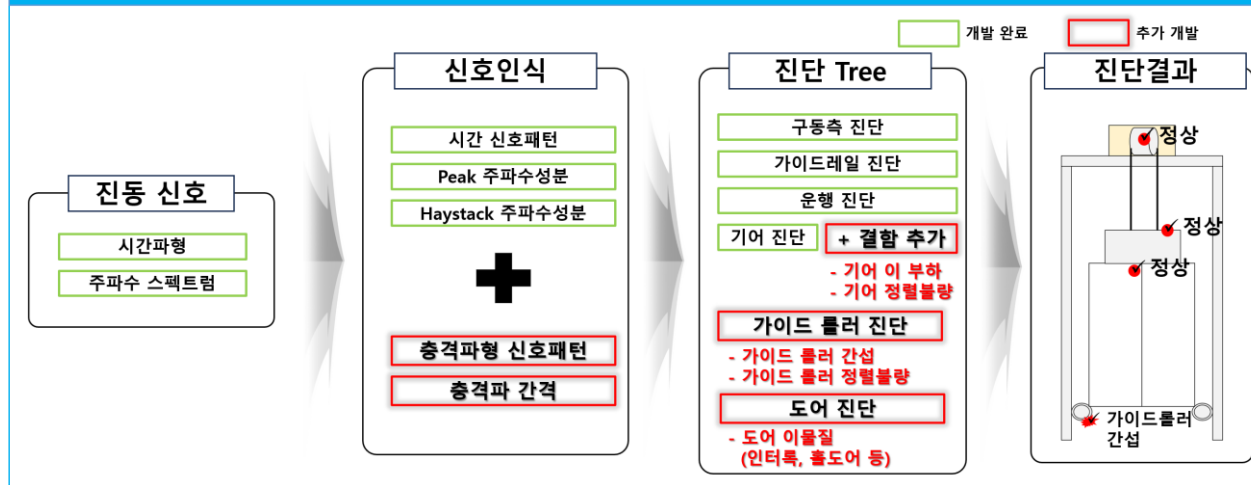 개발 완료
추가 개발
진동 신호
시간파형
주파수 스펙트럼
신호인식
시간 신호패턴
Peak 주파수성분
Haystack 주파수성분
충격파형 신호패턴
충격파 간격
진단 Tree
구동측 진단
가이드레일 진단
운행 진단
기어 진단
+ 결함 추가
- 기어 이 부하
- 기어 정렬불량
가이드 롤러 진단
- 가이드 롤러 간섭
- 가이드 롤러 정렬불량
도어 진단
- 도어 이물질
(인터록, 홀도어 등)
진단결과
정상
정상
정상
가이드롤러
간섭